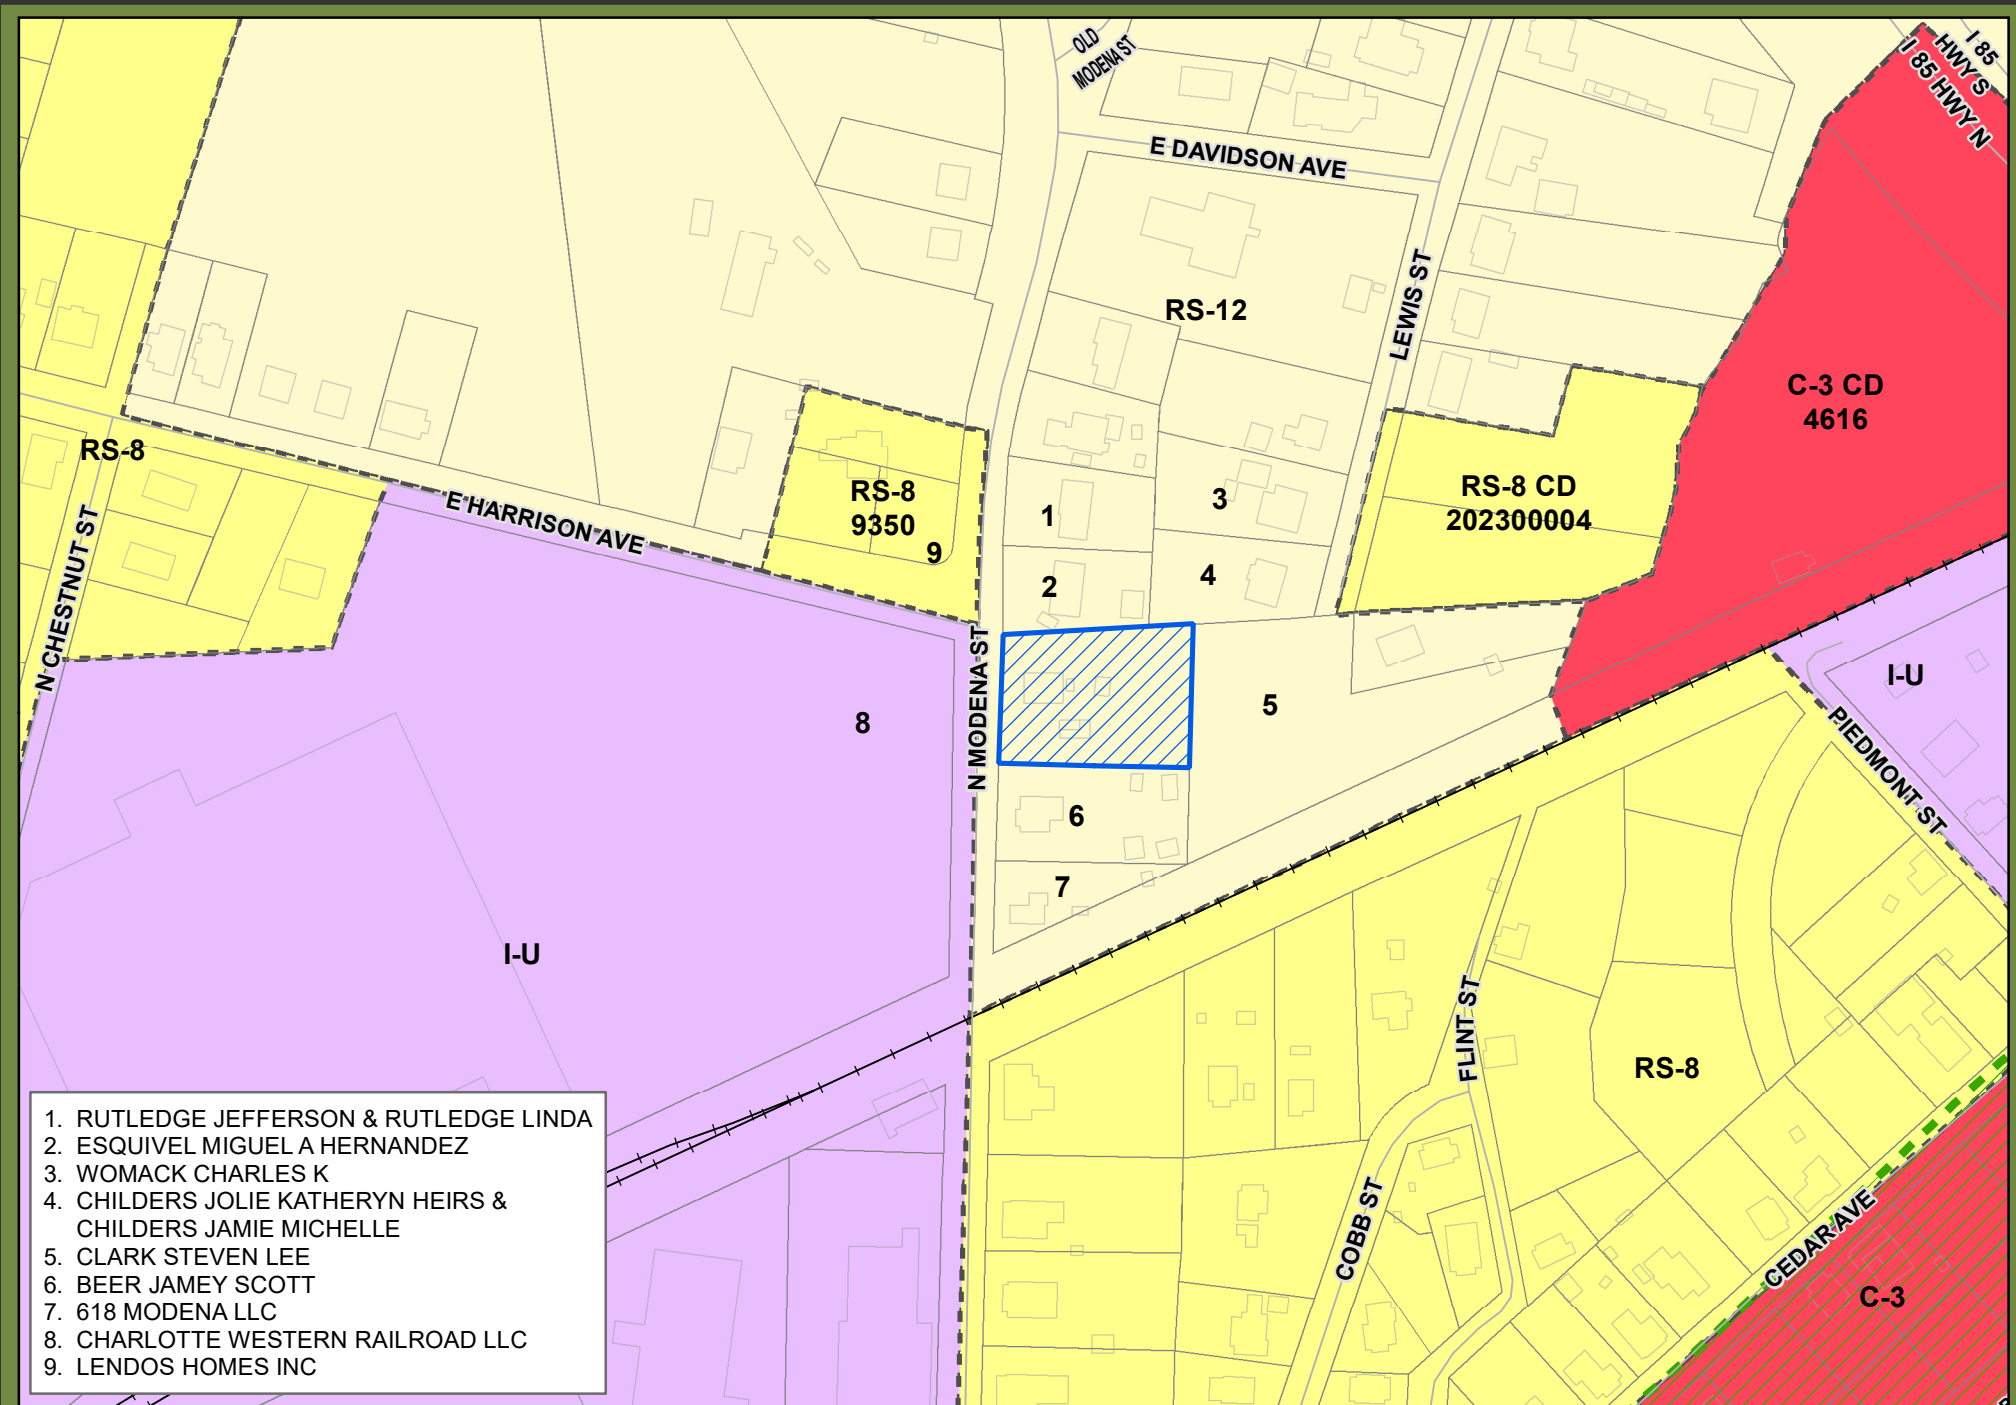 OLD
MODENA ST
I 85
HWY S
I 85 HWY N
E DAVIDSON AVE
RS-12
LEWIS ST
C-3 CD
4616
RS-8
E HARRISON AVE
RS-8
9350
9
1
2
3
4
RS-8 CD
202300004
N CHESTNUT ST
N MODENA ST
8
5
I-U
PIEDMONT ST
6
7
I-U
FLINT ST
RS-8
COBB ST
CEDAR AVE
C-3
1. RUTLEDGE JEFFERSON & RUTLEDGE LINDA
2. ESQUIVEL MIGUEL A HERNANDEZ
3. WOMACK CHARLES K
4. CHILDERS JOLIE KATHERYN HEIRS &
CHILDERS JAMIE MICHELLE
5. CLARK STEVEN LEE
6. BEER JAMEY SCOTT
7. 618 MODENA LLC
8. CHARLOTTE WESTERN RAILROAD LLC
9. LENDOS HOMES INC